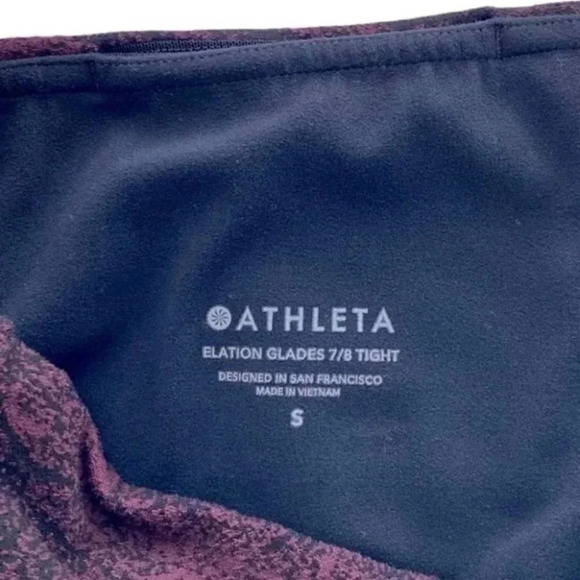 ATHLETA
ELATION GLADES 7/8 TIGHT
DESIGNED IN SAN FRANCISCO
MADE IN VIETNAM
S